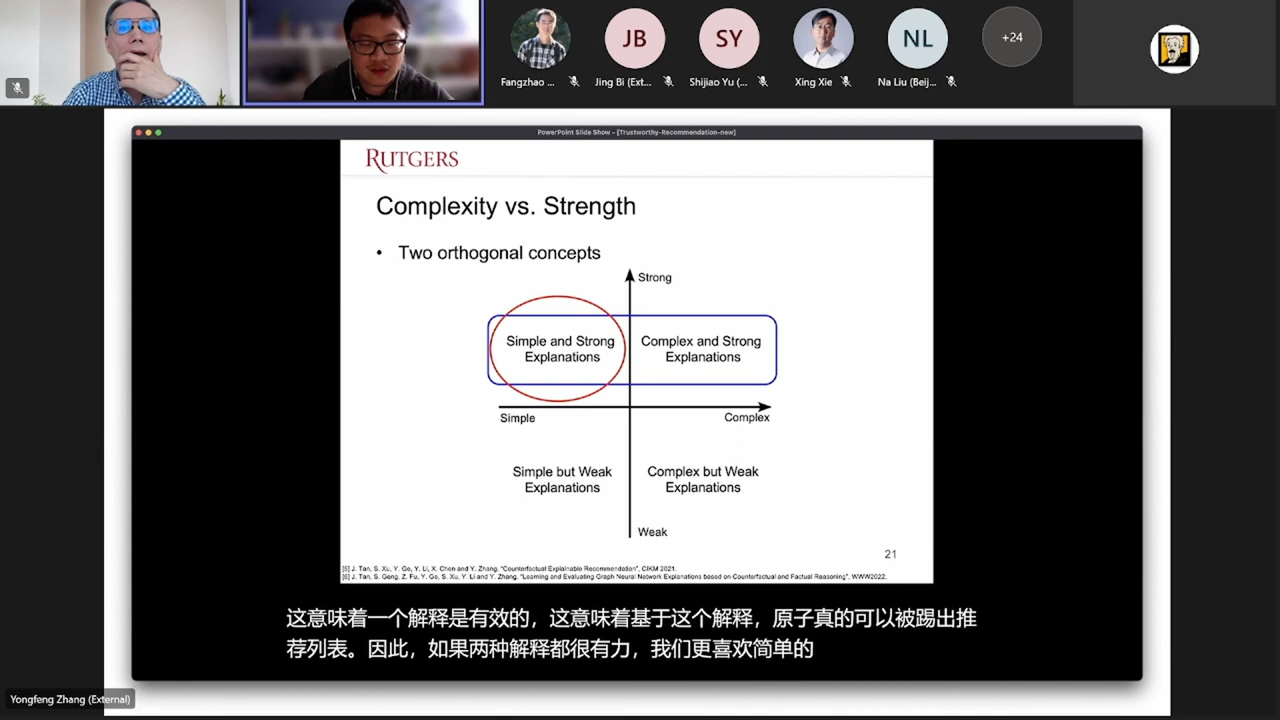 JB
SY
NL
+24
Fangzhao ...
Jing Bi (Ext...
Shijiao Yu (...
Xing Xie
Na Liu (Beij...
PowerPoint Slide Show - [Trustworthy-Recommendation-new]
RUTGERS
Complexity vs. Strength
• Two orthogonal concepts
Strong
Simple and Strong
Explanations
Complex and Strong
Explanations
Simple
Complex
Simple but Weak
Explanations
Complex but Weak
Explanations
Weak
21
[5] J. Tan, S. Xu, Y. Ge, Y. Li, X. Chen and Y. Zhang. "Counterfactual Explainable Recommendation", CIKM 2021.
[6] J. Tan, S. Geng, Z. Fu, Y. Ge, S. Xu, Y. Li and Y. Zhang. "Learning and Evaluating Graph Neural Network Explanations based on Counterfactual and Factual Reasoning", WWW2022.
这意味着一个解释是有效的，这意味着基于这个解释，原子真的可以被踢出推
荐列表。因此，如果两种解释都很有力，我们更喜欢简单的
Yongfeng Zhang (External)